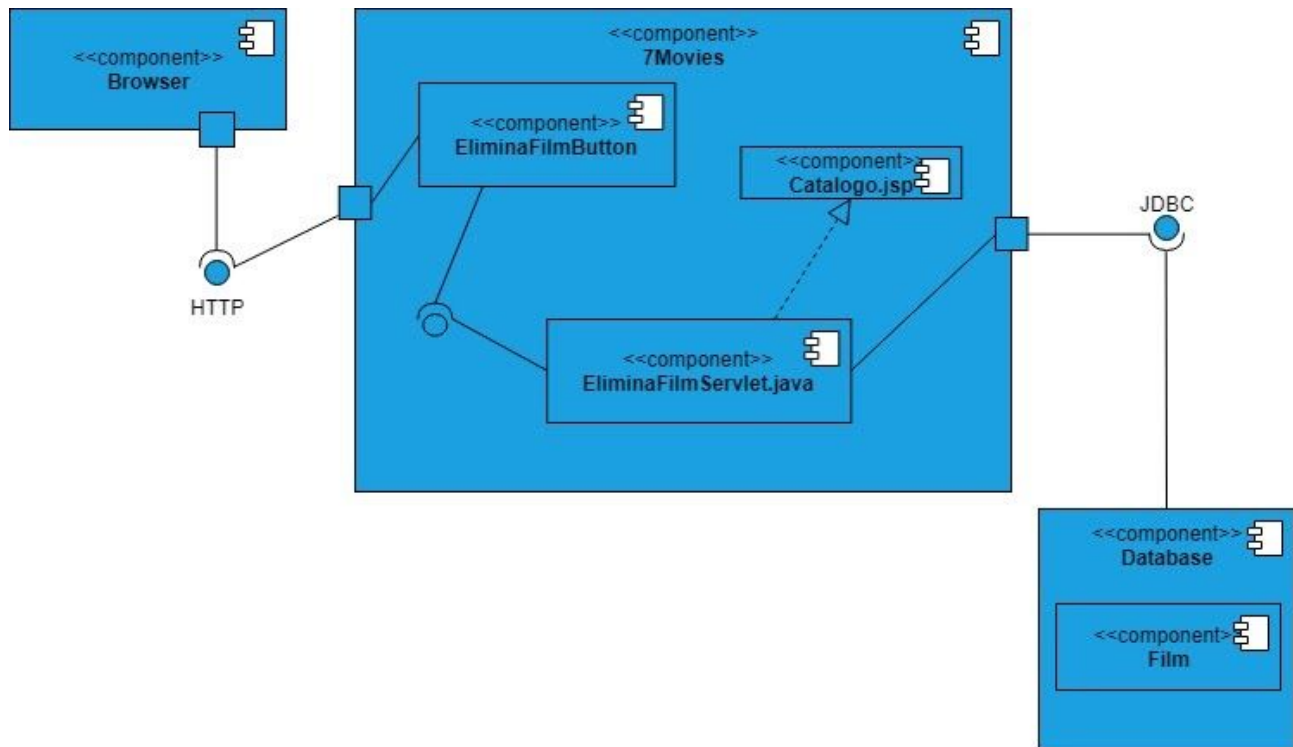 <<component>>
Browser
<<component>>
7Movies
<<component>>
EliminaFilmButton
<<component>>
Catalogo.jsp
JDBC
HTTP
<<component>>
EliminaFilmServlet.java
<<component>>
Database
<<component>>
Film